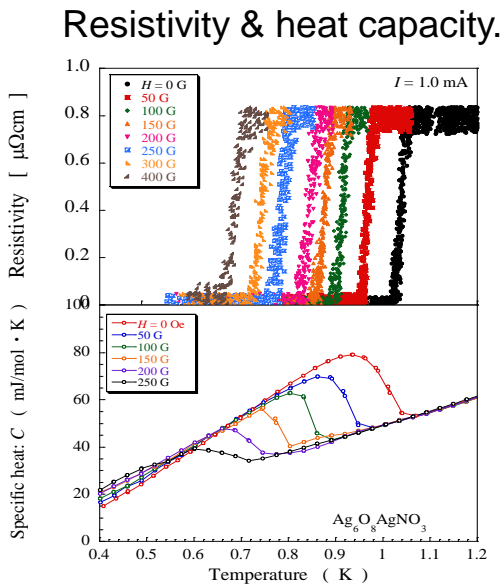 Resistivity & heat capacity.
Resistivity [ μΩcm ]
1.0
0.8
0.6
0.4
0.2
0
H = 0 G
50 G
100 G
150 G
200 G
250 G
300 G
400 G
I = 1.0 mA
Specific heat: C ( mJ/mol・K )
100
80
60
40
20
0
H = 0 Oe
50 G
100 G
150 G
200 G
250 G
Ag₆O₈AgNO₃
0.4 0.5 0.6 0.7 0.8 0.9 1 1.1 1.2
Temperature ( K )